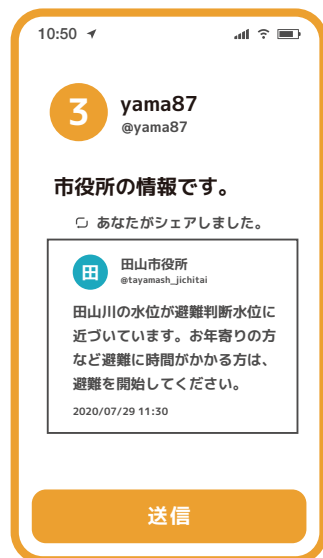 10:50
3
yama87
@yama87
市役所の情報です。
あなたがシェアしました。
田
田山市役所
@tayamash_jichitai
田山川の水位が避難判断水位に
近づいています。お年寄りの方
など避難に時間がかかる方は、
避難を開始してください。
2020/07/29 11:30
送信